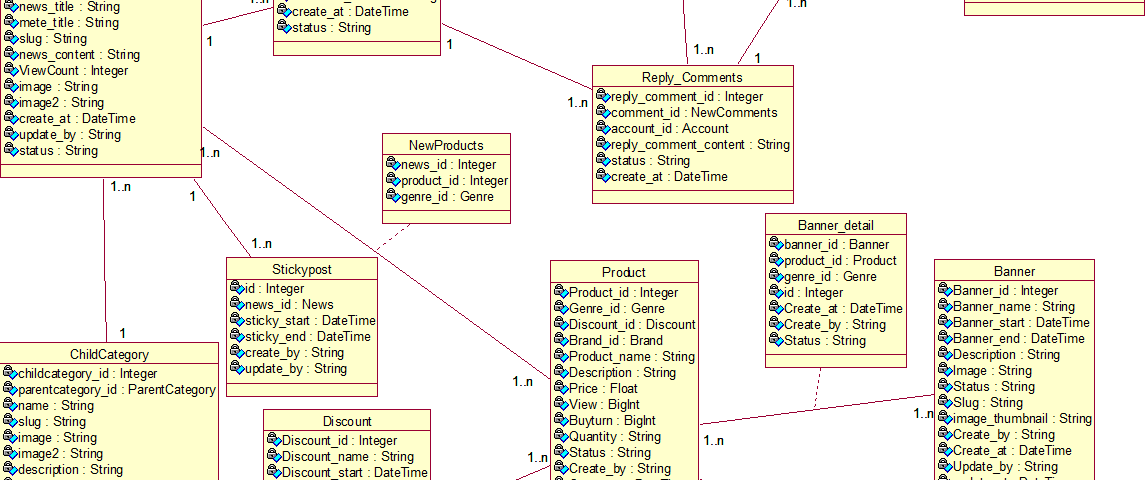 news_title : String
mete_title : String
slug : String
news_content : String
ViewCount : Integer
image : String
image2 : String
create_at : DateTime
update_by : String
status : String
create_at : DateTime
status : String
1
1
1..n
1
1..n
1..n
Reply_Comments
reply_comment_id : Integer
comment_id : NewComments
account_id : Account
reply_comment_content : String
status : String
create_at : DateTime
1..n
1..n
1
NewProducts
news_id : Integer
product_id : Integer
genre_id : Genre
1..n
Stickypost
id : Integer
news_id : News
sticky_start : DateTime
sticky_end : DateTime
create_by : String
update_by : String
1
ChildCategory
childcategory_id : Integer
parentcategory_id : ParentCategory
name : String
slug : String
image : String
image2 : String
description : String
Discount
Discount_id : Integer
Discount_name : String
Discount_start : DateTime
1..n
1..n
Product
Product_id : Integer
Genre_id : Genre
Discount_id : Discount
Brand_id : Brand
Product_name : String
Description : String
Price : Float
View : BigInt
Buyturn : BigInt
Quantity : String
Status : String
Create_by : String
1..n
Banner_detail
banner_id : Banner
product_id : Product
genre_id : Genre
id : Integer
Create_at : DateTime
Create_by : String
Status : String
1..n
Banner
Banner_id : Integer
Banner_name : String
Banner_start : DateTime
Banner_end : DateTime
Description : String
Image : String
Status : String
Slug : String
image_thumbnail : String
Create_by : String
Create_at : DateTime
Update_by : String